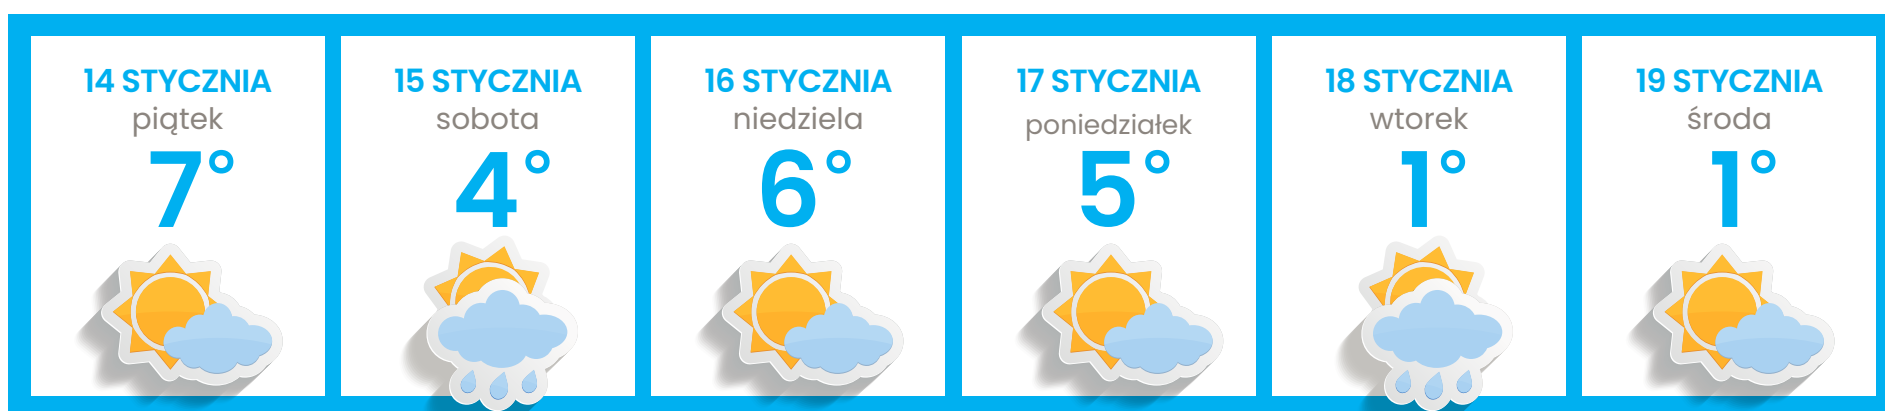 14 STYCZNIA
piątek
7°
15 STYCZNIA
sobota
4°
16 STYCZNIA
niedziela
6°
17 STYCZNIA
poniedziałek
5°
18 STYCZNIA
wtorek
1°
19 STYCZNIA
środa
1°